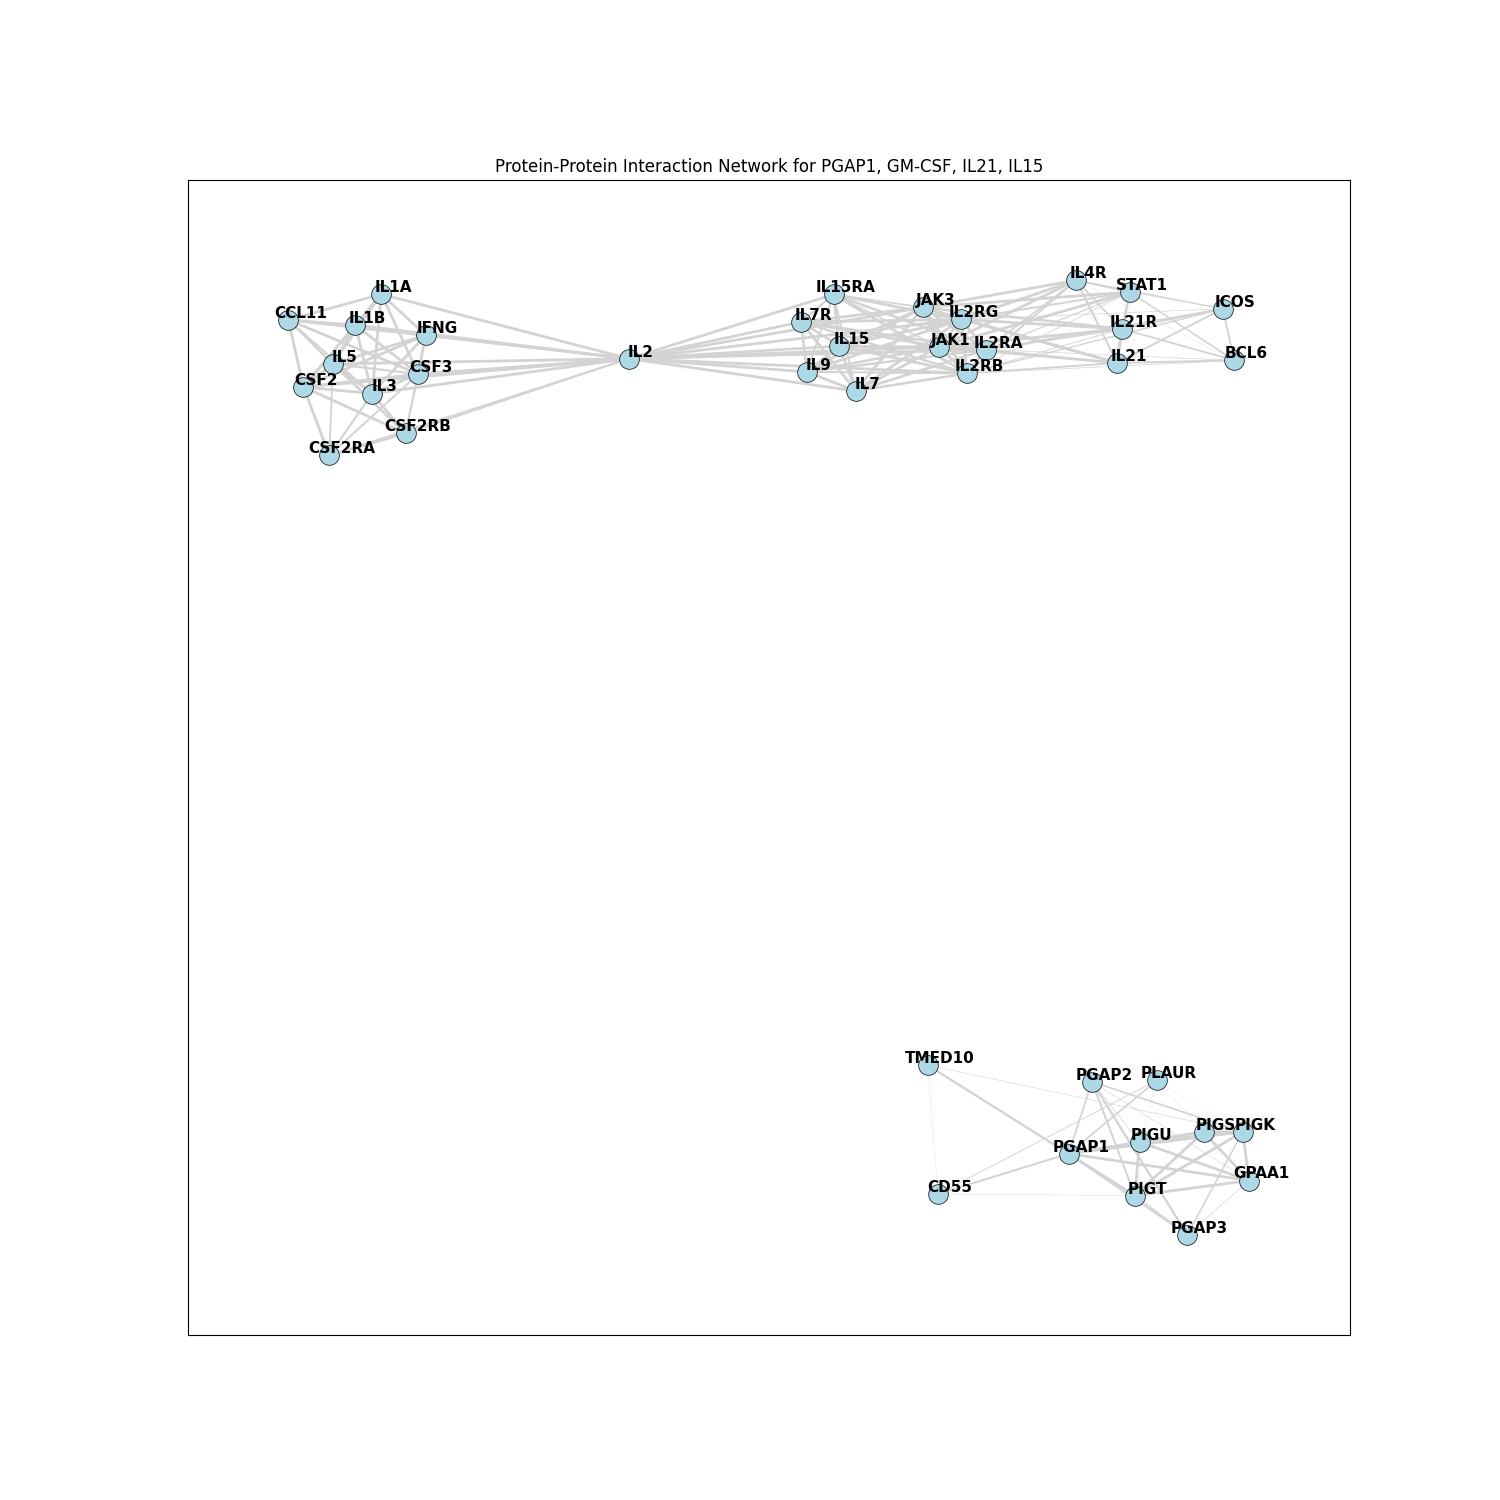 Protein-Protein Interaction Network for PGAP1, GM-CSF, IL21, IL15
IL1A
CCL11
IL1B
IFNG
IL5
CSF3
CSF2
IL3
CSF2RB
CSF2RA
IL2
IL15RA
IL7R
IL15
IL9
IL7
JAK3
IL2RG
JAK1
IL2RA
IL2RB
IL4R
STAT1
IL21R
IL21
ICOS
BCL6
TMED10
PGAP2
PLAUR
PIGS
PIGK
PIGU
PGAP1
GPAA1
CD55
PIGT
PGAP3